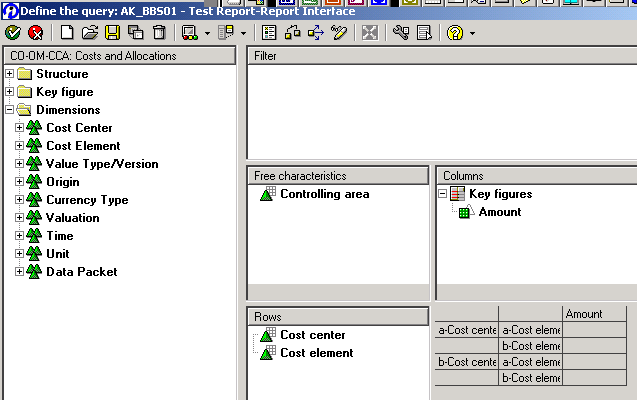 Define the query: AK_BBS01 - Test Report-Report Interface
CO-OM-CCA: Costs and Allocations
Structure
Key figure
Dimensions
Cost Center
Cost Element
Value Type/Version
Origin
Currency Type
Valuation
Time
Unit
Data Packet
Filter
Free characteristics
Controlling area
Columns
Key figures
Amount
Rows
Cost center
Cost element
Amount
a-Cost cente a-Cost eleme
b-Cost eleme
b-Cost cente a-Cost eleme
b-Cost eleme